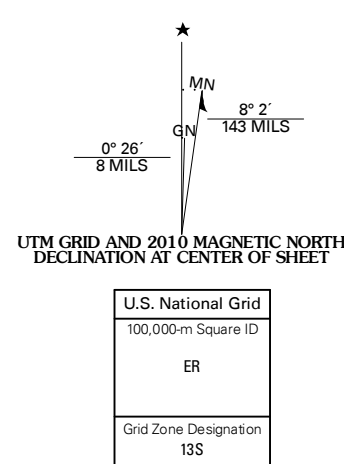 ★
MN
GN
8° 2´
143 MILS
0° 26´
8 MILS
UTM GRID AND 2010 MAGNETIC NORTH
DECLINATION AT CENTER OF SHEET
U.S. National Grid
100,000-m Square ID
ER
Grid Zone Designation
13S